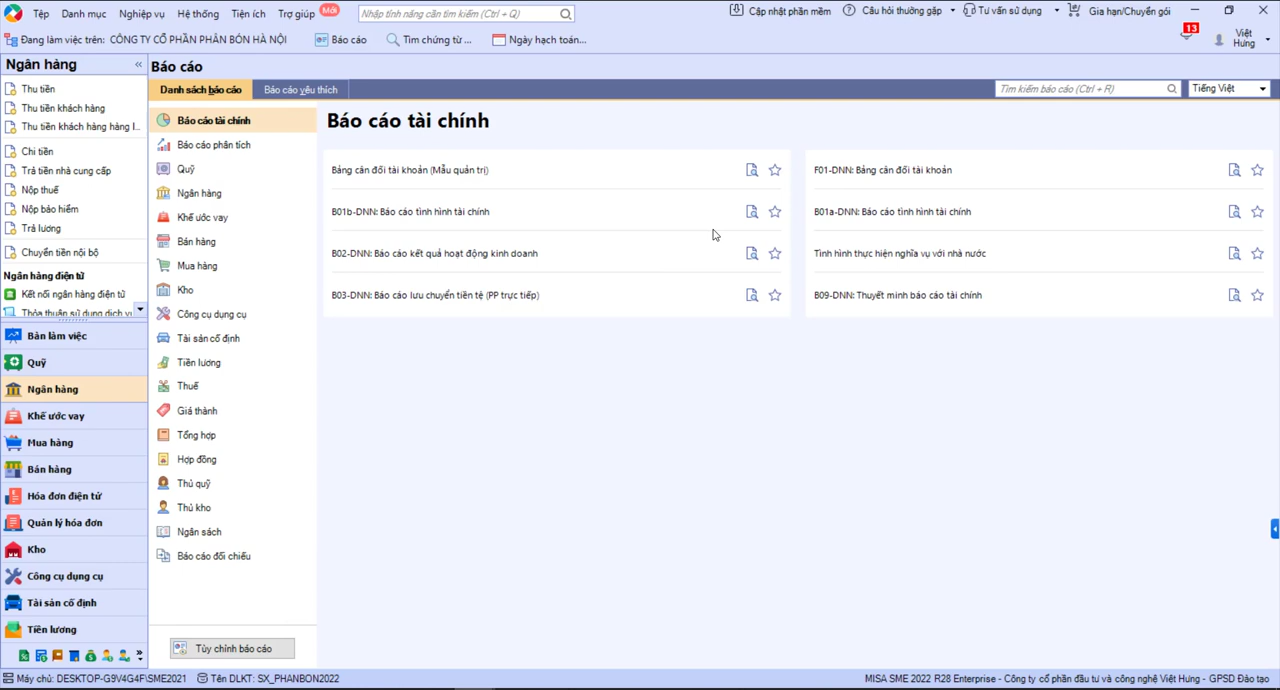 Tệp Danh mục Nghiệp vụ Hệ thống Tiện ích Trợ giúp Mới Nhập tính năng cần tìm kiếm (Ctrl + Q) Cập nhật phần mềm Câu hỏi thường gặp Tư vấn sử dụng Gia hạn/Chuyển gói
Đang làm việc trên: CÔNG TY CỔ PHẦN PHÂN BÓN HÀ NỘI Báo cáo Tìm chứng từ ... Ngày hạch toán... 13 Việt Hưng
Ngân hàng «
Thu tiền
Thu tiền khách hàng
Thu tiền khách hàng hàng l...
Chi tiền
Trả tiền nhà cung cấp
Nộp thuế
Nộp bảo hiểm
Trả lương
Chuyển tiền nội bộ
Ngân hàng điện tử
Kết nối ngân hàng điện tử
Thỏa thuận sử dụng dịch vụ
Bàn làm việc
Quỹ
Ngân hàng
Khế ước vay
Mua hàng
Bán hàng
Hóa đơn điện tử
Quản lý hóa đơn
Kho
Công cụ dụng cụ
Tài sản cố định
Tiền lương
Báo cáo
Danh sách báo cáo Báo cáo yêu thích Tìm kiếm báo cáo (Ctrl + R) Tiếng Việt
Báo cáo tài chính
Báo cáo phân tích
Quỹ
Ngân hàng
Khế ước vay
Bán hàng
Mua hàng
Kho
Công cụ dụng cụ
Tài sản cố định
Tiền lương
Thuế
Giá thành
Tổng hợp
Hợp đồng
Thủ quỹ
Thủ kho
Ngân sách
Báo cáo đối chiếu
Tùy chỉnh báo cáo
Báo cáo tài chính
Bảng cân đối tài khoản (Mẫu quản trị) F01-DNN: Bảng cân đối tài khoản
B01b-DNN: Báo cáo tình hình tài chính B01a-DNN: Báo cáo tình hình tài chính
B02-DNN: Báo cáo kết quả hoạt động kinh doanh Tình hình thực hiện nghĩa vụ với nhà nước
B03-DNN: Báo cáo lưu chuyển tiền tệ (PP trực tiếp) B09-DNN: Thuyết minh báo cáo tài chính
Máy chủ: DESKTOP-G9V4G4F\SME2021 Tên DLKT: SX_PHANBON2022 MISA SME 2022 R28 Enterprise - Công ty cổ phần đầu tư và công nghệ Việt Hưng - GPSD Đào tạo